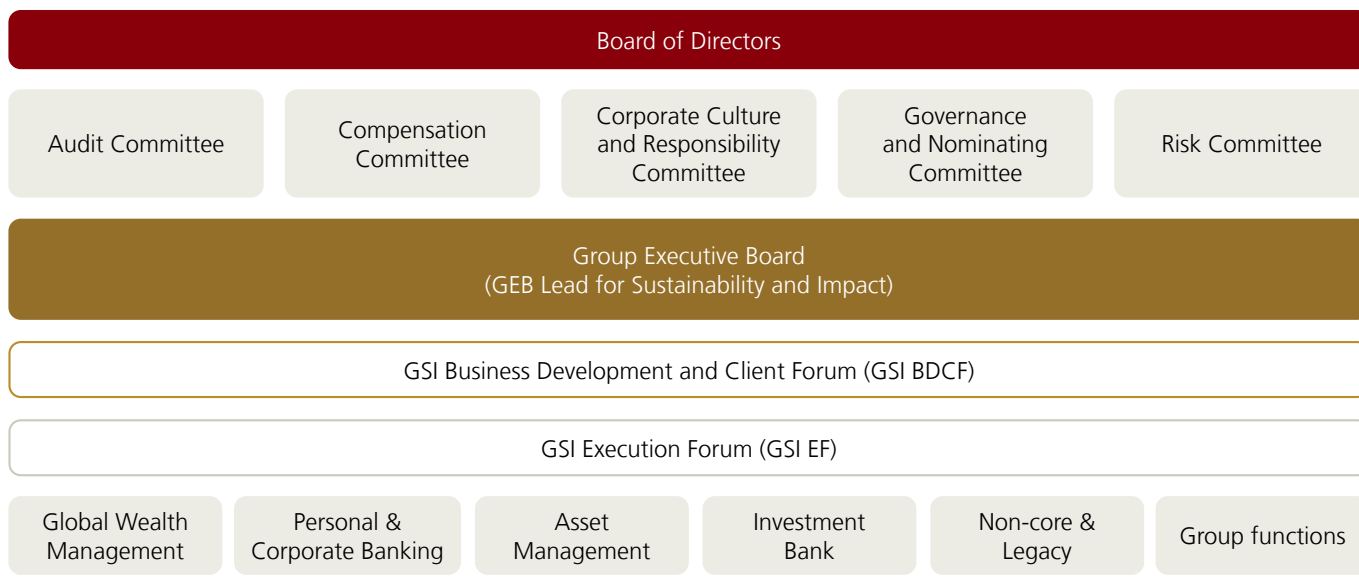 Board of Directors
Audit Committee
Compensation
Committee
Corporate Culture
and Responsibility
Committee
Governance
and Nominating
Committee
Risk Committee
Group Executive Board
(GEB Lead for Sustainability and Impact)
GSI Business Development and Client Forum (GSI BDCF)
GSI Execution Forum (GSI EF)
Global Wealth
Management
Personal &
Corporate Banking
Asset
Management
Investment
Bank
Non-core &
Legacy
Group functions